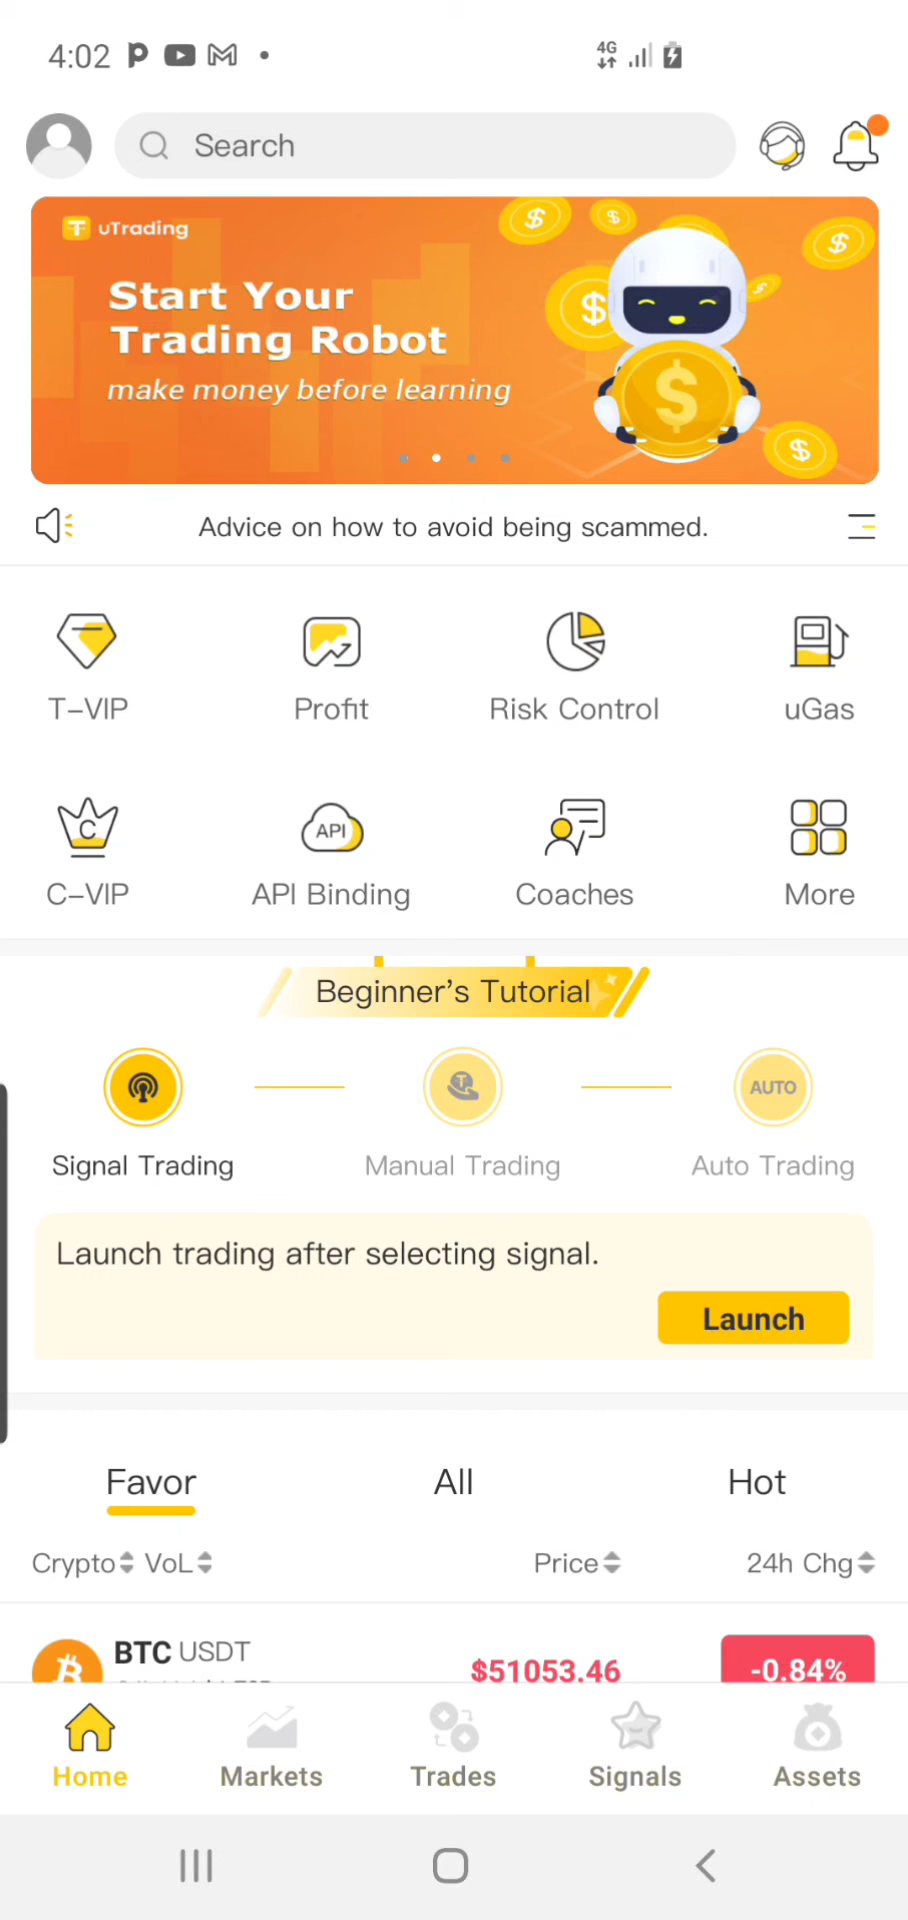 4:02
4G
Search
uTrading
Start Your
Trading Robot
make money before learning
Advice on how to avoid being scammed.
T-VIP
Profit
Risk Control
uGas
C
API
C-VIP
API Binding
Coaches
More
Beginner's Tutorial
AUTO
Signal Trading
Manual Trading
Auto Trading
Launch trading after selecting signal.
Launch
Favor
All
Hot
Crypto VoL
Price
24h Chg
BTC USDT
$51053.46
-0.84%
Home
Markets
Trades
Signals
Assets